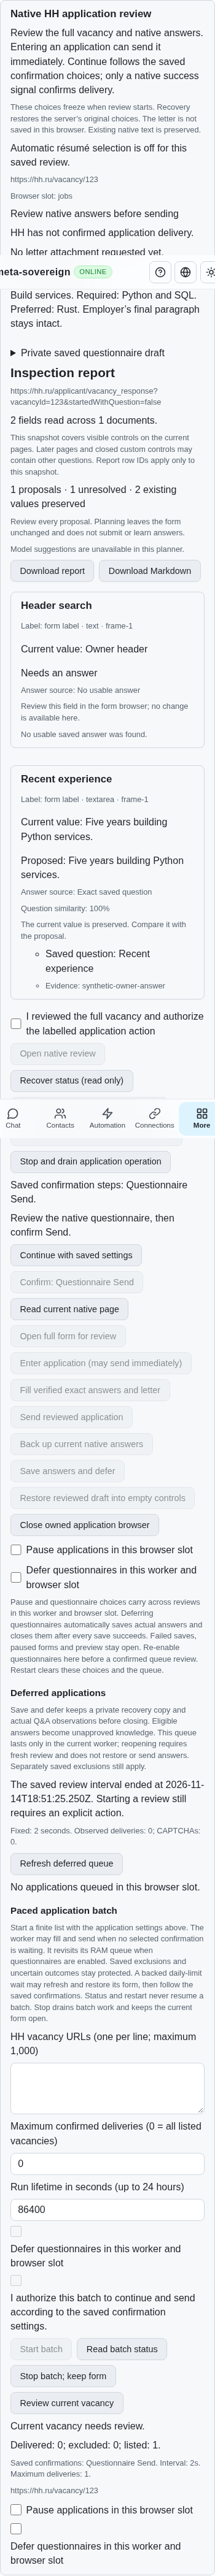 Native HH application review
Review the full vacancy and native answers.
Entering an application can send it
immediately. Continue follows the saved
confirmation choices; only a native success
signal confirms delivery.
These choices freeze when review starts. Recovery
restores the server's original choices. The letter is not
saved in this browser. Existing native text is preserved.
Automatic résumé selection is off for this
saved review.
https://hh.ru/vacancy/123
Browser slot: jobs
Review native answers before sending
HH has not confirmed application delivery.
No letter attachment requested yet.
meta-sovereign ONLINE
Build services. Required: Python and SQL.
Preferred: Rust. Employer's final paragraph
stays intact.
Private saved questionnaire draft
Inspection report
https://hh.ru/applicant/vacancy_response?
vacancyId=123&startedWithQuestion=false
2 fields read across 1 documents.
This snapshot covers visible controls on the current
pages. Later pages and closed custom controls may
contain other questions. Report row IDs apply only to
this snapshot.
1 proposals · 1 unresolved · 2 existing
values preserved
Review every proposal. Planning leaves the form
unchanged and does not submit or learn answers.
Model suggestions are unavailable in this planner.
Download report Download Markdown
Header search
Label: form label · text · frame-1
Current value: Owner header
Needs an answer
Answer source: No usable answer
Review this field in the form browser; no change
is available here.
No usable saved answer was found.
Recent experience
Label: form label · textarea · frame-1
Current value: Five years building
Python services.
Proposed: Five years building Python
services.
Answer source: Exact saved question
Question similarity: 100%
The current value is preserved. Compare it with
the proposal.
Saved question: Recent
experience
Evidence: synthetic-owner-answer
I reviewed the full vacancy and authorize
the labelled application action
Open native review
Recover status (read only)
Chat Contacts Automation Connections More
Stop and drain application operation
Saved confirmation steps: Questionnaire
Send.
Review the native questionnaire, then
confirm Send.
Continue with saved settings
Confirm: Questionnaire Send
Read current native page
Open full form for review
Enter application (may send immediately)
Fill verified exact answers and letter
Send reviewed application
Back up current native answers
Save answers and defer
Restore reviewed draft into empty controls
Close owned application browser
Pause applications in this browser slot
Defer questionnaires in this worker and
browser slot
Pause and questionnaire choices carry across reviews
in this worker and browser slot. Deferring
questionnaires automatically saves actual answers and
closes them after every save succeeds. Failed saves,
paused forms and preview stay open. Re-enable
questionnaires here before a confirmed queue review.
Restart clears these choices and the queue.
Deferred applications
Save and defer keeps a private recovery copy and
actual Q&A observations before closing. Eligible
answers become unapproved knowledge. This queue
lasts only in the current worker; reopening requires
fresh review and does not restore or send answers.
Separately saved exclusions still apply.
The saved review interval ended at 2026-11-
14T18:51:25.250Z. Starting a review still
requires an explicit action.
Fixed: 2 seconds. Observed deliveries: 0; CAPTCHAs:
0.
Refresh deferred queue
No applications queued in this browser slot.
Paced application batch
Start a finite list with the application settings above. The
worker may fill and send when no selected confirmation
is waiting. It revisits its RAM queue when
questionnaires are enabled. Saved exclusions and
uncertain outcomes stay protected. A backed daily-limit
wait may refresh and restore its form, then follow the
saved confirmations. Status and restart never resume a
batch. Stop drains batch work and keeps the current
form open.
HH vacancy URLs (one per line; maximum
1,000)
Maximum confirmed deliveries (0 = all listed
vacancies)
0
Run lifetime in seconds (up to 24 hours)
86400
Defer questionnaires in this worker and
browser slot
I authorize this batch to continue and send
according to the saved confirmation
settings.
Start batch Read batch status
Stop batch; keep form
Review current vacancy
Current vacancy needs review.
Delivered: 0; excluded: 0; listed: 1.
Saved confirmations: Questionnaire Send. Interval: 2s.
Maximum deliveries: 1.
https://hh.ru/vacancy/123
Pause applications in this browser slot
Defer questionnaires in this worker and
browser slot